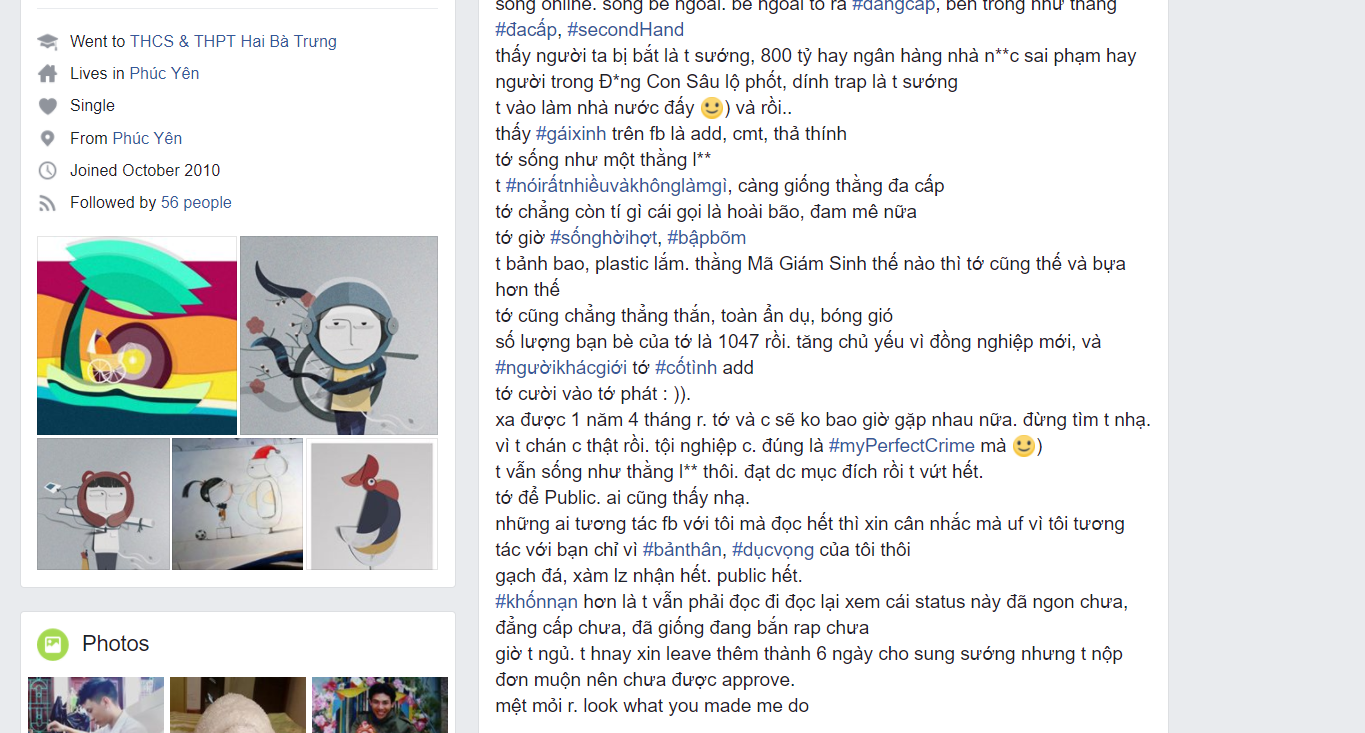 Went to THCS & THPT Hai Bà Trưng
Lives in Phúc Yên
Single
From Phúc Yên
Joined October 2010
Followed by 56 people
Photos
sống online. sống bề ngoài. bề ngoài tỏ ra #đẳngcấp, bên trong như thằng
#đacấp, #secondHand
thấy người ta bị bắt là t sướng, 800 tỷ hay ngân hàng nhà n**c sai phạm hay
người trong Đ*ng Con Sâu lộ phốt, dính trap là t sướng
t vào làm nhà nước đấy 🙂) và rồi..
thấy #gáixinh trên fb là add, cmt, thả thính
tớ sống như một thằng l**
t #nóirấtnhiềuvàkhônglàmgì, càng giống thằng đa cấp
tớ chẳng còn tí gì cái gọi là hoài bão, đam mê nữa
tớ giờ #sốnghờihợt, #bậpbõm
t bảnh bao, plastic lắm. thằng Mã Giám Sinh thế nào thì tớ cũng thế và bựa
hơn thế
tớ cũng chẳng thẳng thắn, toàn ẩn dụ, bóng gió
số lượng bạn bè của tớ là 1047 rồi. tăng chủ yếu vì đồng nghiệp mới, và
#ngườikhácgiới tớ #cốtình add
tớ cười vào tớ phát : )).
xa được 1 năm 4 tháng r. tớ và c sẽ ko bao giờ gặp nhau nữa. đừng tìm t nhạ.
vì t chán c thật rồi. tội nghiệp c. đúng là #myPerfectCrime mà 🙂)
t vẫn sống như thằng l** thôi. đạt dc mục đích rồi t vứt hết.
tớ để Public. ai cũng thấy nhạ.
những ai tương tác fb với tôi mà đọc hết thì xin cân nhắc mà uf vì tôi tương
tác với bạn chỉ vì #bảnthân, #dụcvọng của tôi thôi
gạch đá, xàm lz nhận hết. public hết.
#khốnnạn hơn là t vẫn phải đọc đi đọc lại xem cái status này đã ngon chưa,
đẳng cấp chưa, đã giống đang bắn rap chưa
giờ t ngủ. t hnay xin leave thêm thành 6 ngày cho sung sướng nhưng t nộp
đơn muộn nên chưa được approve.
mệt mỏi r. look what you made me do